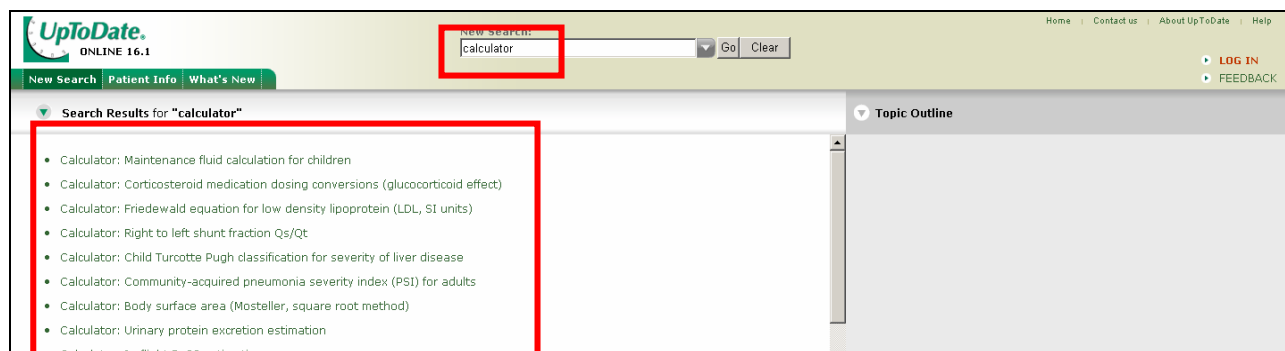 UpToDate®
ONLINE 16.1
New Search:
calculator
Go Clear
Home | Contact us | About UpToDate | Help
LOG IN
FEEDBACK
New Search Patient Info What's New
Search Results for "calculator"
Topic Outline
• Calculator: Maintenance fluid calculation for children
• Calculator: Corticosteroid medication dosing conversions (glucocorticoid effect)
• Calculator: Friedewald equation for low density lipoprotein (LDL, SI units)
• Calculator: Right to left shunt fraction Qs/Qt
• Calculator: Child Turcotte Pugh classification for severity of liver disease
• Calculator: Community-acquired pneumonia severity index (PSI) for adults
• Calculator: Body surface area (Mosteller, square root method)
• Calculator: Urinary protein excretion estimation